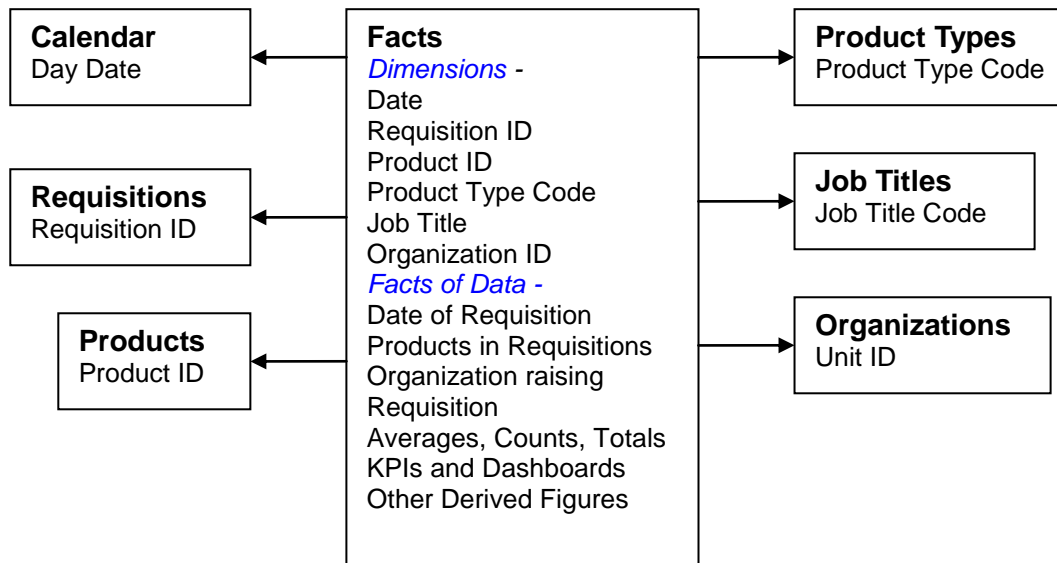 Calendar
Day Date
Requisitions
Requisition ID
Products
Product ID
Facts
Dimensions -
Date
Requisition ID
Product ID
Product Type Code
Job Title
Organization ID
Facts of Data -
Date of Requisition
Products in Requisitions
Organization raising
Requisition
Averages, Counts, Totals
KPIs and Dashboards
Other Derived Figures
Product Types
Product Type Code
Job Titles
Job Title Code
Organizations
Unit ID